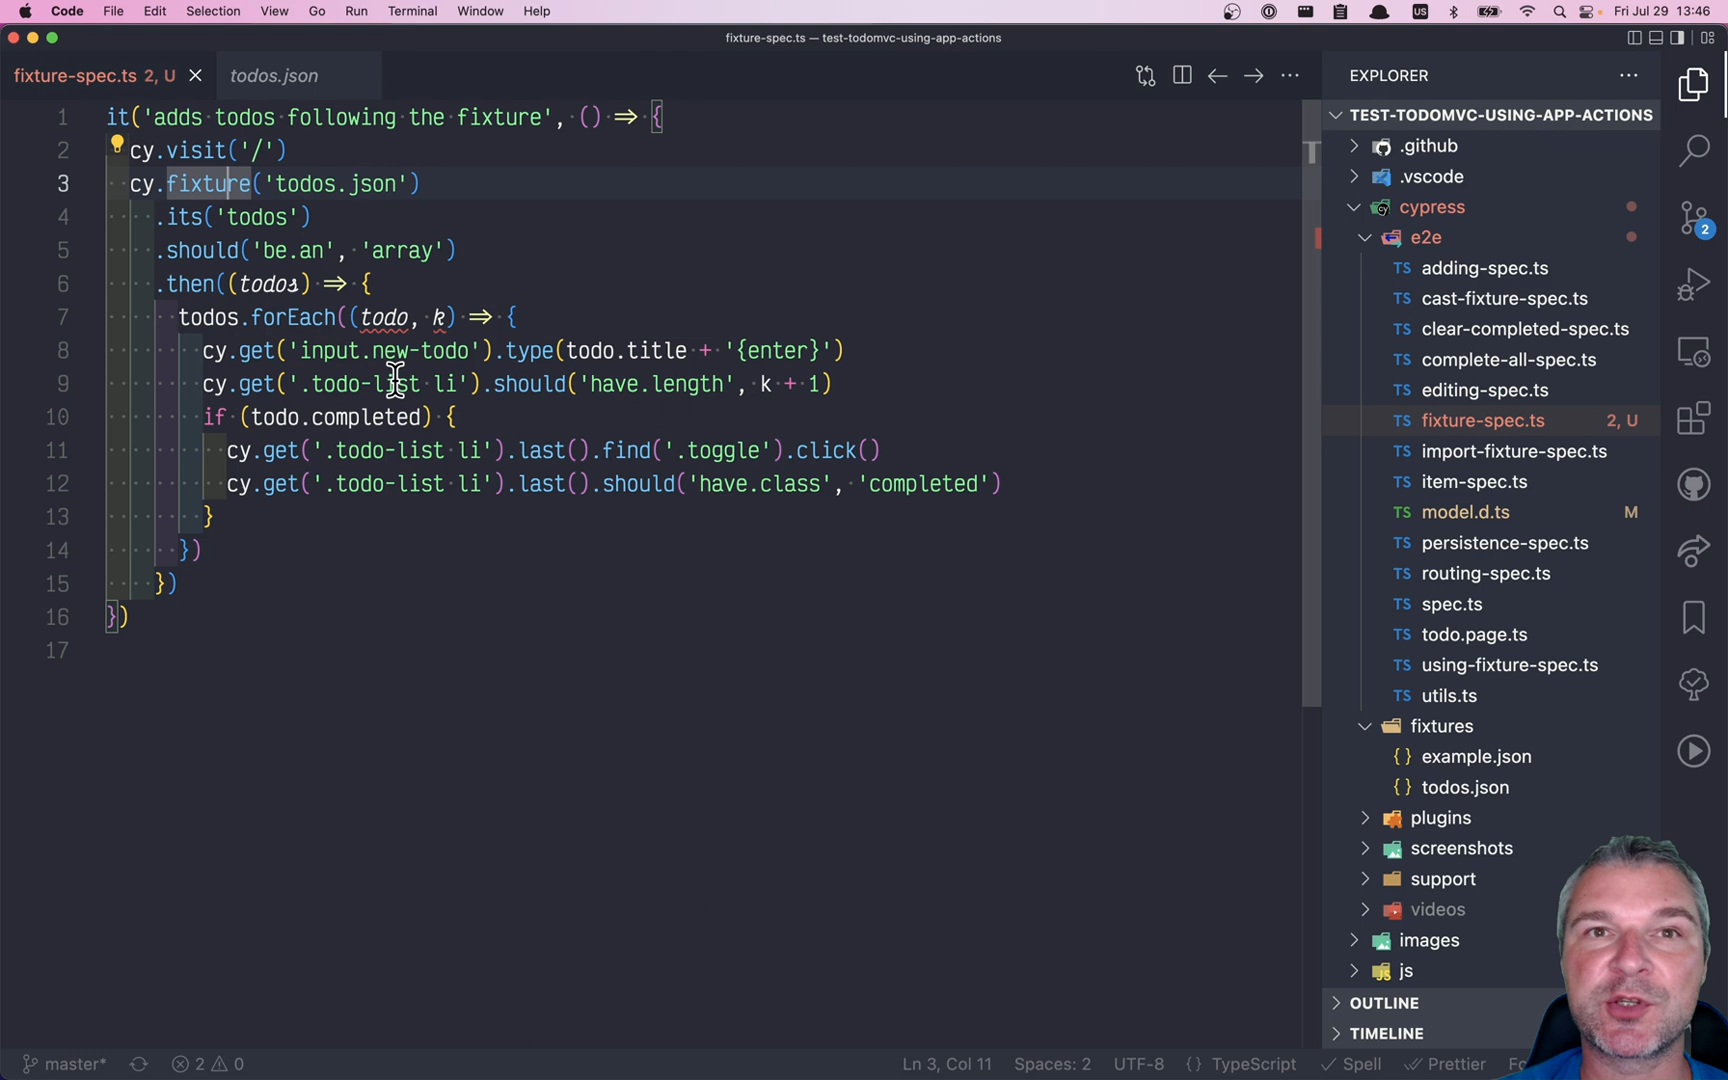 Code File Edit Selection View Go Run Terminal Window Help US Fri Jul 29 13:46
fixture-spec.ts — test-todomvc-using-app-actions
fixture-spec.ts 2, U
todos.json
1 it('adds todos following the fixture', () => {
2 cy.visit('/')
3 cy.fixture('todos.json')
4 .its('todos')
5 .should('be.an', 'array')
6 .then((todos) => {
7 todos.forEach((todo, k) => {
8 cy.get('input.new-todo').type(todo.title + '{enter}')
9 cy.get('.todo-list li').should('have.length', k + 1)
10 if (todo.completed) {
11 cy.get('.todo-list li').last().find('.toggle').click()
12 cy.get('.todo-list li').last().should('have.class', 'completed')
13 }
14 })
15 })
16 })
17
EXPLORER
TEST-TODOMVC-USING-APP-ACTIONS
.github
.vscode
cypress
e2e
TS adding-spec.ts
TS cast-fixture-spec.ts
TS clear-completed-spec.ts
TS complete-all-spec.ts
TS editing-spec.ts
TS fixture-spec.ts 2, U
TS import-fixture-spec.ts
TS item-spec.ts
TS model.d.ts M
TS persistence-spec.ts
TS routing-spec.ts
TS spec.ts
TS todo.page.ts
TS using-fixture-spec.ts
TS utils.ts
fixtures
{} example.json
{} todos.json
plugins
screenshots
support
videos
images
js
OUTLINE
TIMELINE
2
master* 2 0 Ln 3, Col 11 Spaces: 2 UTF-8 {} TypeScript Spell Prettier Fo